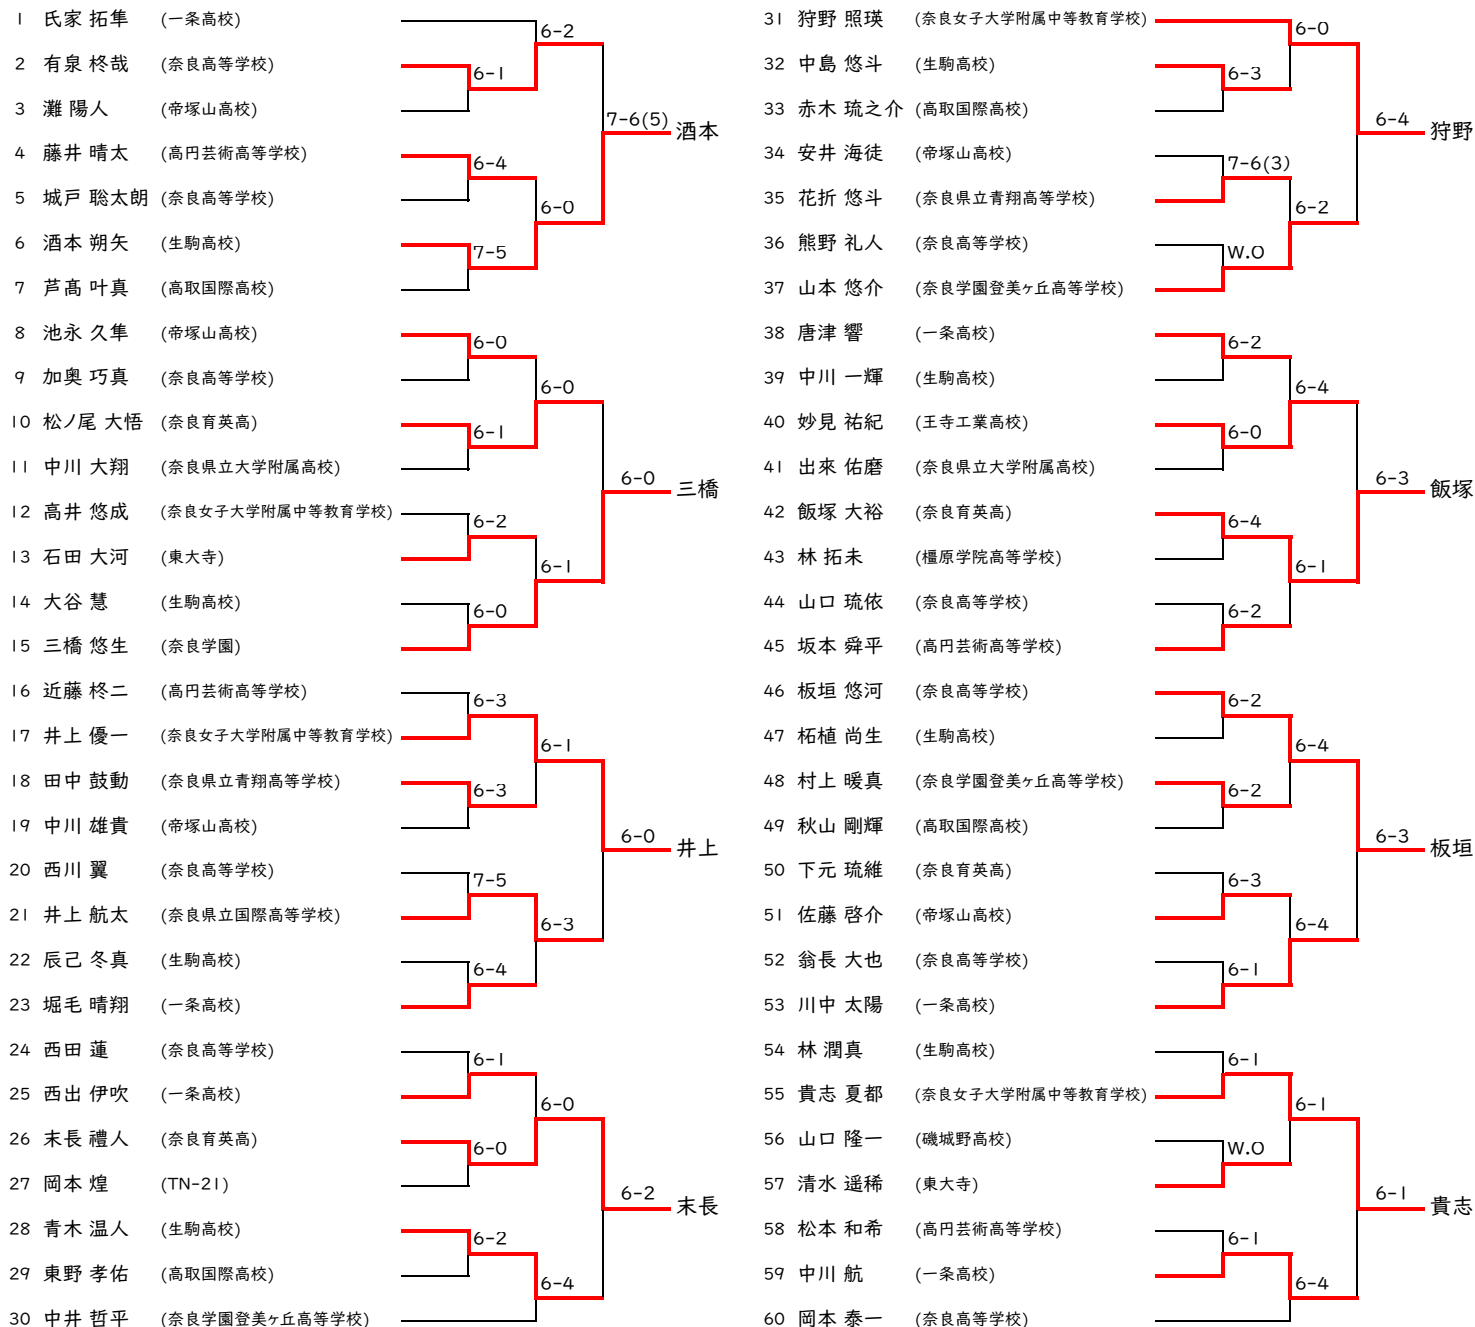 1 氏家 拓隼 (一条高校)
6-2
2 有泉 柊哉 (奈良高等学校)
6-1
3 灘 陽人 (帝塚山高校)
7-6(5) 酒本
4 藤井 晴太 (高円芸術高等学校)
6-4
5 城戸 聡太朗 (奈良高等学校)
6-0
6 酒本 朔矢 (生駒高校)
7-5
7 芦髙 叶真 (高取国際高校)
8 池永 久隼 (帝塚山高校)
6-0
9 加奥 巧真 (奈良高等学校)
6-0
10 松ノ尾 大悟 (奈良育英高)
6-1
11 中川 大翔 (奈良県立大学附属高校)
6-0 三橋
12 高井 悠成 (奈良女子大学附属中等教育学校)
6-2
13 石田 大河 (東大寺)
6-1
14 大谷 慧 (生駒高校)
6-0
15 三橋 悠生 (奈良学園)
16 近藤 柊二 (高円芸術高等学校)
6-3
17 井上 優一 (奈良女子大学附属中等教育学校)
6-1
18 田中 鼓動 (奈良県立青翔高等学校)
6-3
19 中川 雄貴 (帝塚山高校)
6-0 井上
20 西川 翼 (奈良高等学校)
7-5
21 井上 航太 (奈良県立国際高等学校)
6-3
22 辰己 冬真 (生駒高校)
6-4
23 堀毛 晴翔 (一条高校)
24 西田 蓮 (奈良高等学校)
6-1
25 西出 伊吹 (一条高校)
6-0
26 末長 禮人 (奈良育英高)
6-0
27 岡本 煌 (TN-21)
6-2 末長
28 青木 温人 (生駒高校)
6-2
29 東野 孝佑 (高取国際高校)
6-4
30 中井 哲平 (奈良学園登美ヶ丘高等学校)
31 狩野 照瑛 (奈良女子大学附属中等教育学校)
6-0
32 中島 悠斗 (生駒高校)
6-3
33 赤木 琉之介 (高取国際高校)
6-4 狩野
34 安井 海徒 (帝塚山高校)
7-6(3)
35 花折 悠斗 (奈良県立青翔高等学校)
6-2
36 熊野 礼人 (奈良高等学校)
W.O
37 山本 悠介 (奈良学園登美ヶ丘高等学校)
38 唐津 響 (一条高校)
6-2
39 中川 一輝 (生駒高校)
6-4
40 妙見 祐紀 (王寺工業高校)
6-0
41 出來 佑磨 (奈良県立大学附属高校)
6-3 飯塚
42 飯塚 大裕 (奈良育英高)
6-4
43 林 拓未 (橿原学院高等学校)
6-1
44 山口 琉依 (奈良高等学校)
6-2
45 坂本 舜平 (高円芸術高等学校)
46 板垣 悠河 (奈良高等学校)
6-2
47 柘植 尚生 (生駒高校)
6-4
48 村上 暖真 (奈良学園登美ヶ丘高等学校)
6-2
49 秋山 剛輝 (高取国際高校)
6-3 板垣
50 下元 琉維 (奈良育英高)
6-3
51 佐藤 啓介 (帝塚山高校)
6-4
52 翁長 大也 (奈良高等学校)
6-1
53 川中 太陽 (一条高校)
54 林 潤真 (生駒高校)
6-1
55 貴志 夏都 (奈良女子大学附属中等教育学校)
6-1
56 山口 隆一 (磯城野高校)
W.O
57 清水 遥稀 (東大寺)
6-1 貴志
58 松本 和希 (高円芸術高等学校)
6-1
59 中川 航 (一条高校)
6-4
60 岡本 泰一 (奈良高等学校)